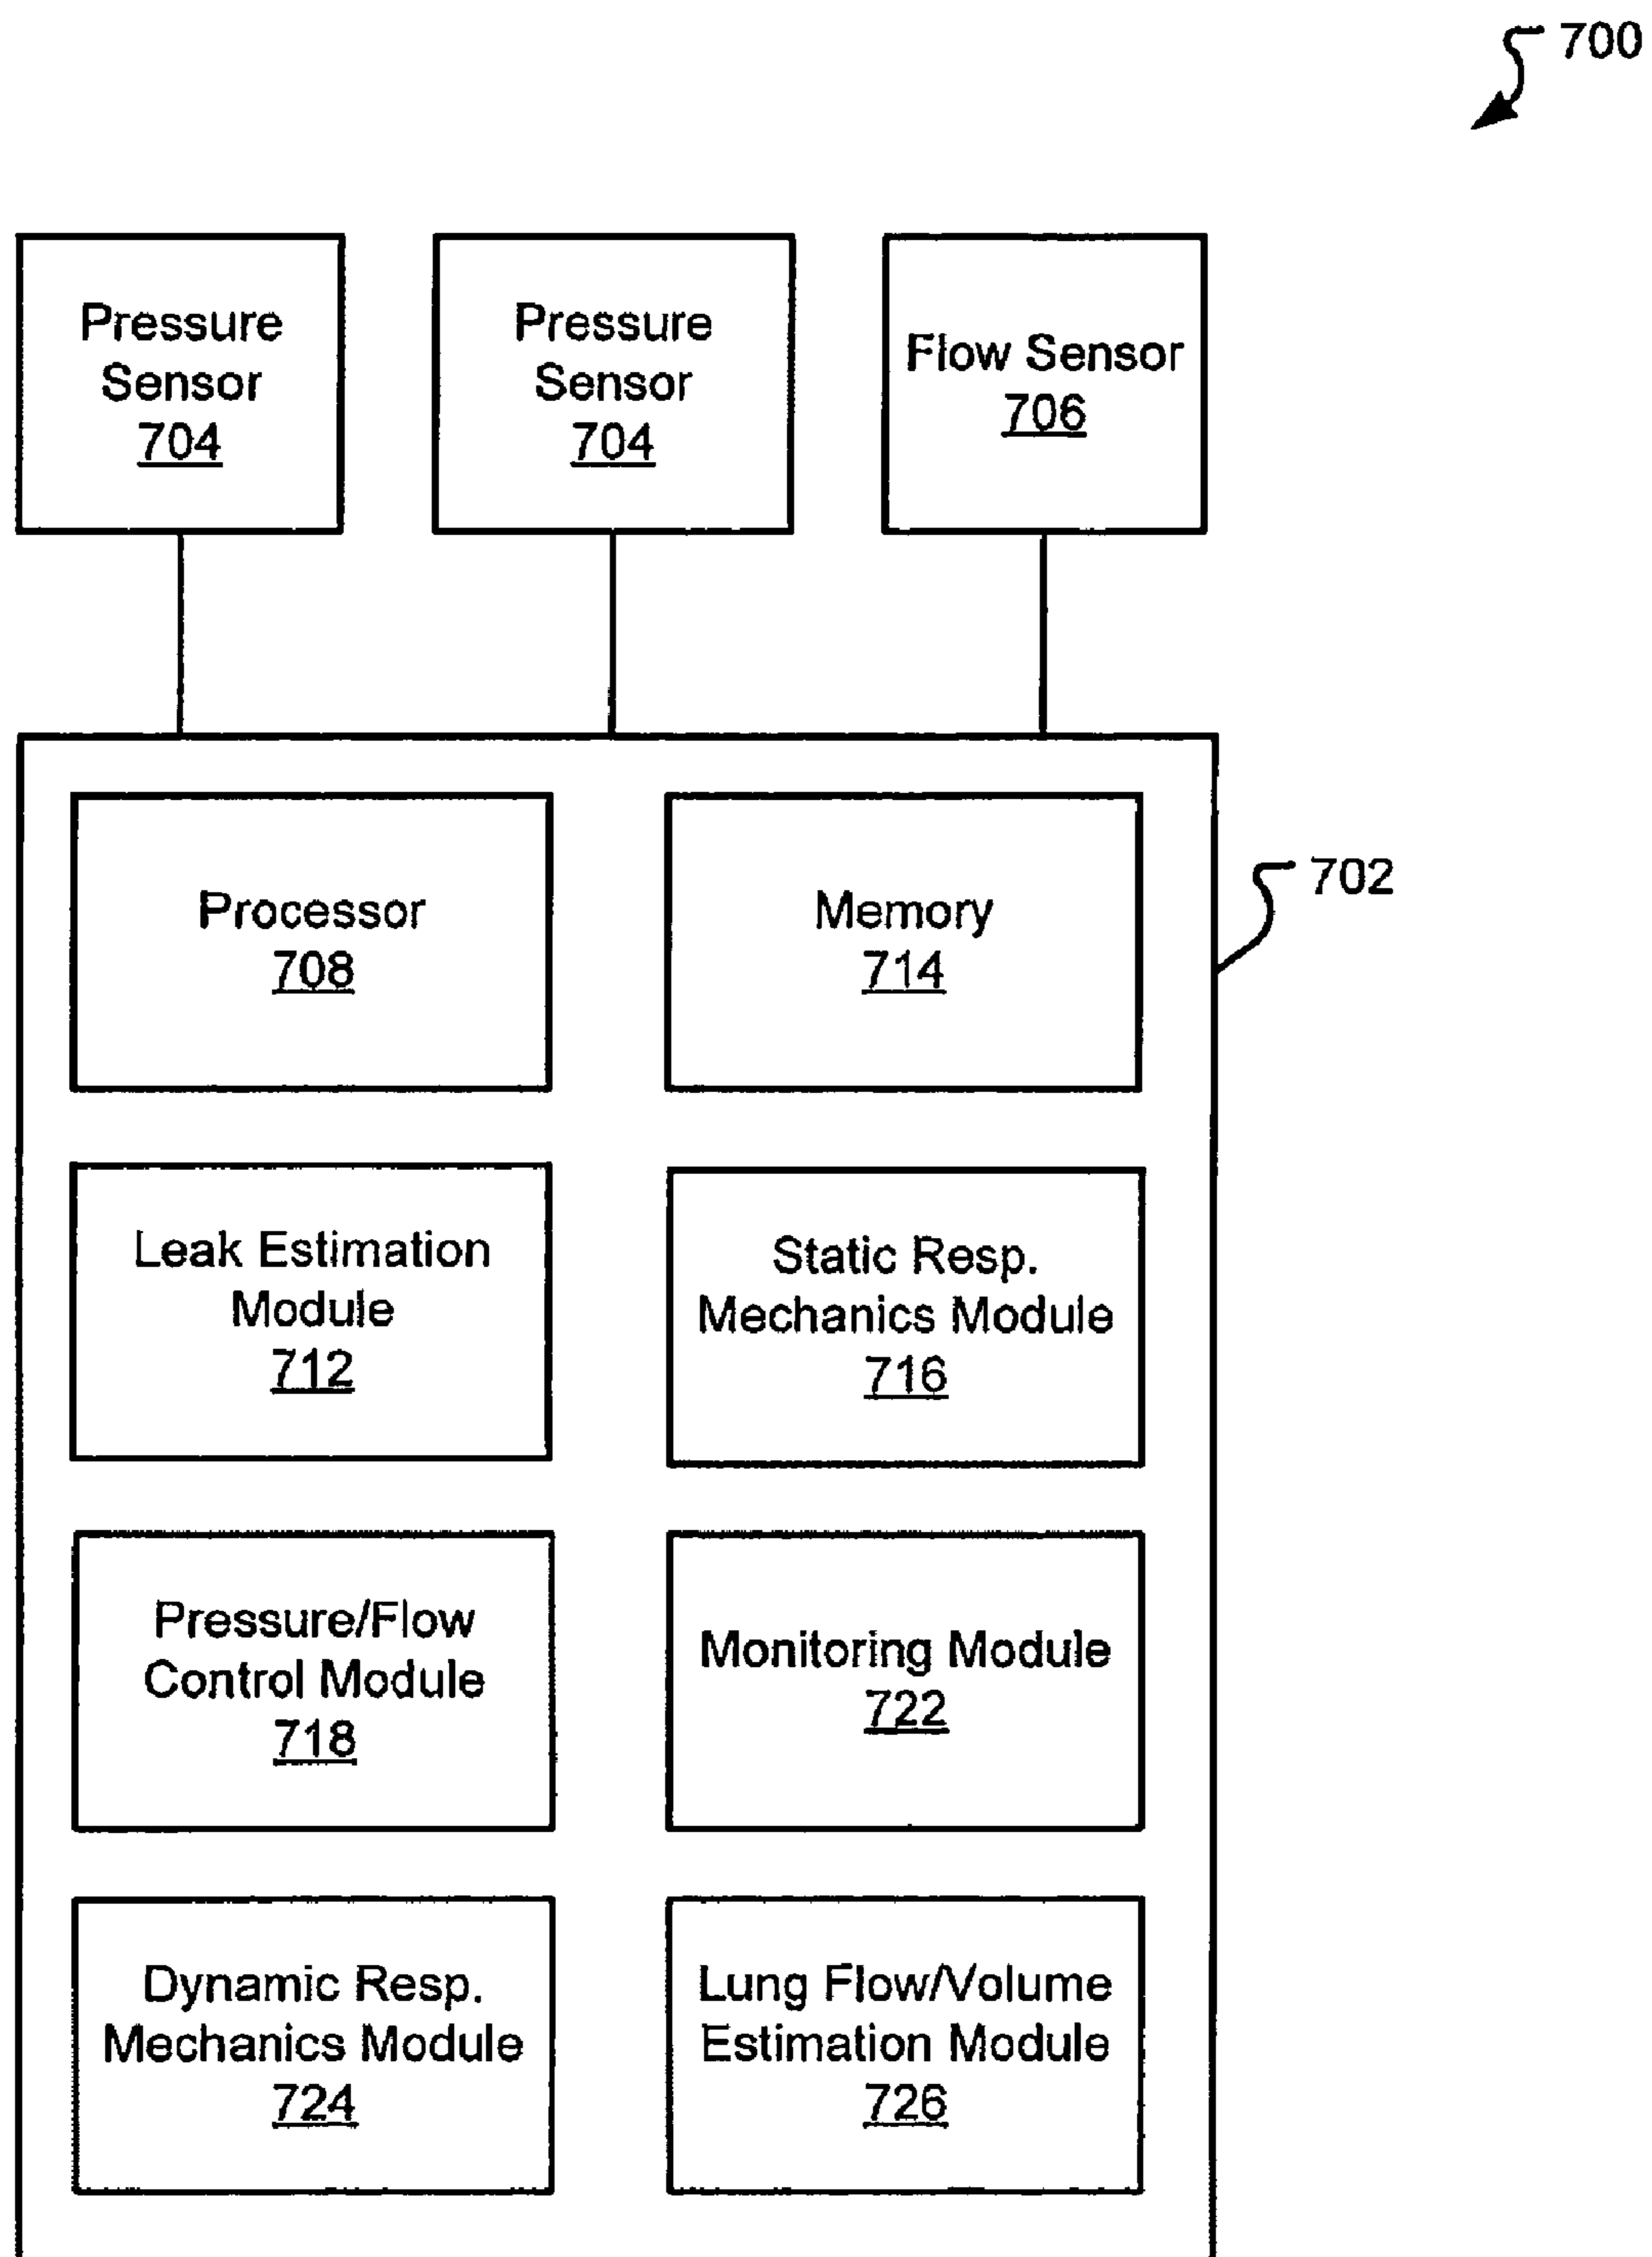 700
Pressure
Sensor
704
Pressure
Sensor
704
Flow Sensor
706
702
Processor
708
Memory
714
Leak Estimation
Module
712
Static Resp.
Mechanics Module
716
Pressure/Flow
Control Module
718
Monitoring Module
722
Dynamic Resp.
Mechanics Module
724
Lung Flow/Volume
Estimation Module
726